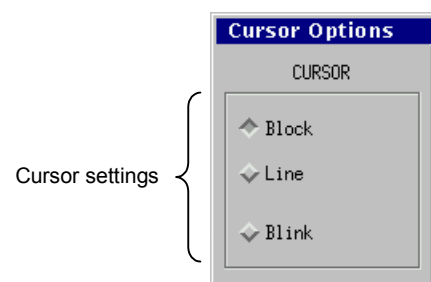 Cursor Options
CURSOR
Block
Cursor settings
Line
Blink